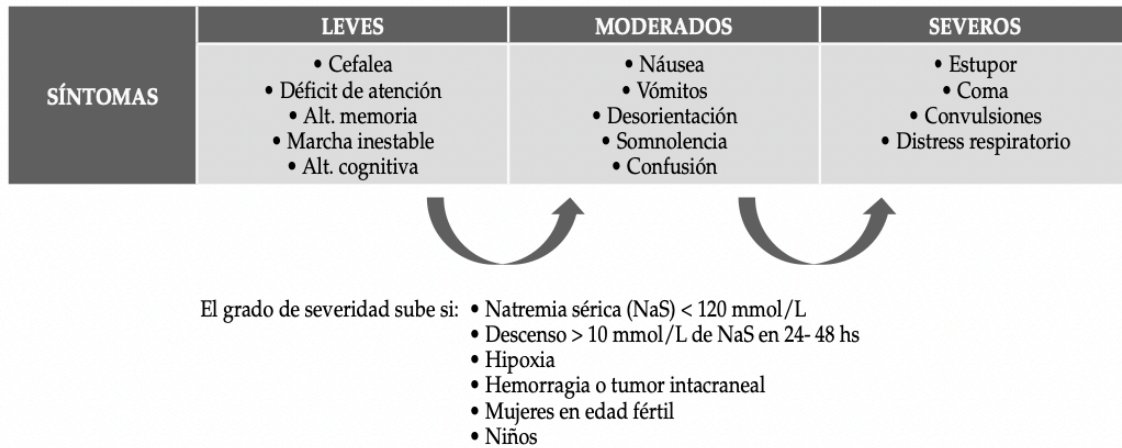 LEVES MODERADOS SEVEROS
SÍNTOMAS
• Cefalea
• Déficit de atención
• Alt. memoria
• Marcha inestable
• Alt. cognitiva
• Náusea
• Vómitos
• Desorientación
• Somnolencia
• Confusión
• Estupor
• Coma
• Convulsiones
• Distress respiratorio
El grado de severidad sube si: • Natremia sérica (NaS) < 120 mmol/L
• Descenso > 10 mmol/L de NaS en 24- 48 hs
• Hipoxia
• Hemorragia o tumor intracraneal
• Mujeres en edad fértil
• Niños